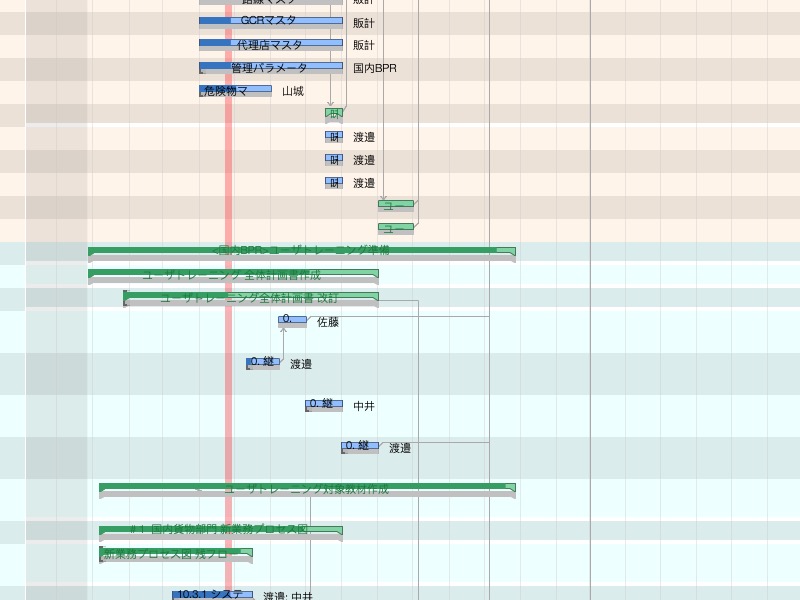 路線マスタ
GCRマスタ 販計
代理店マスタ 販計
管理パラメータ 国内BPR
危険物マ 山城
渡邉
渡邉
渡邉
ユー
ユー
<国内BPR>ユーザトレーニング準備
ユーザトレーニング 全体計画書作成
ユーザトレーニング全体計画書 改訂
0. 佐藤
0. 継 渡邉
0. 継 中井
0. 継 渡邉
ユーザトレーニング対象教材作成
#1 国内貨物部門 新業務プロセス図
新業務プロセス図 残フロ
10.3.1 システ 渡邉; 中井